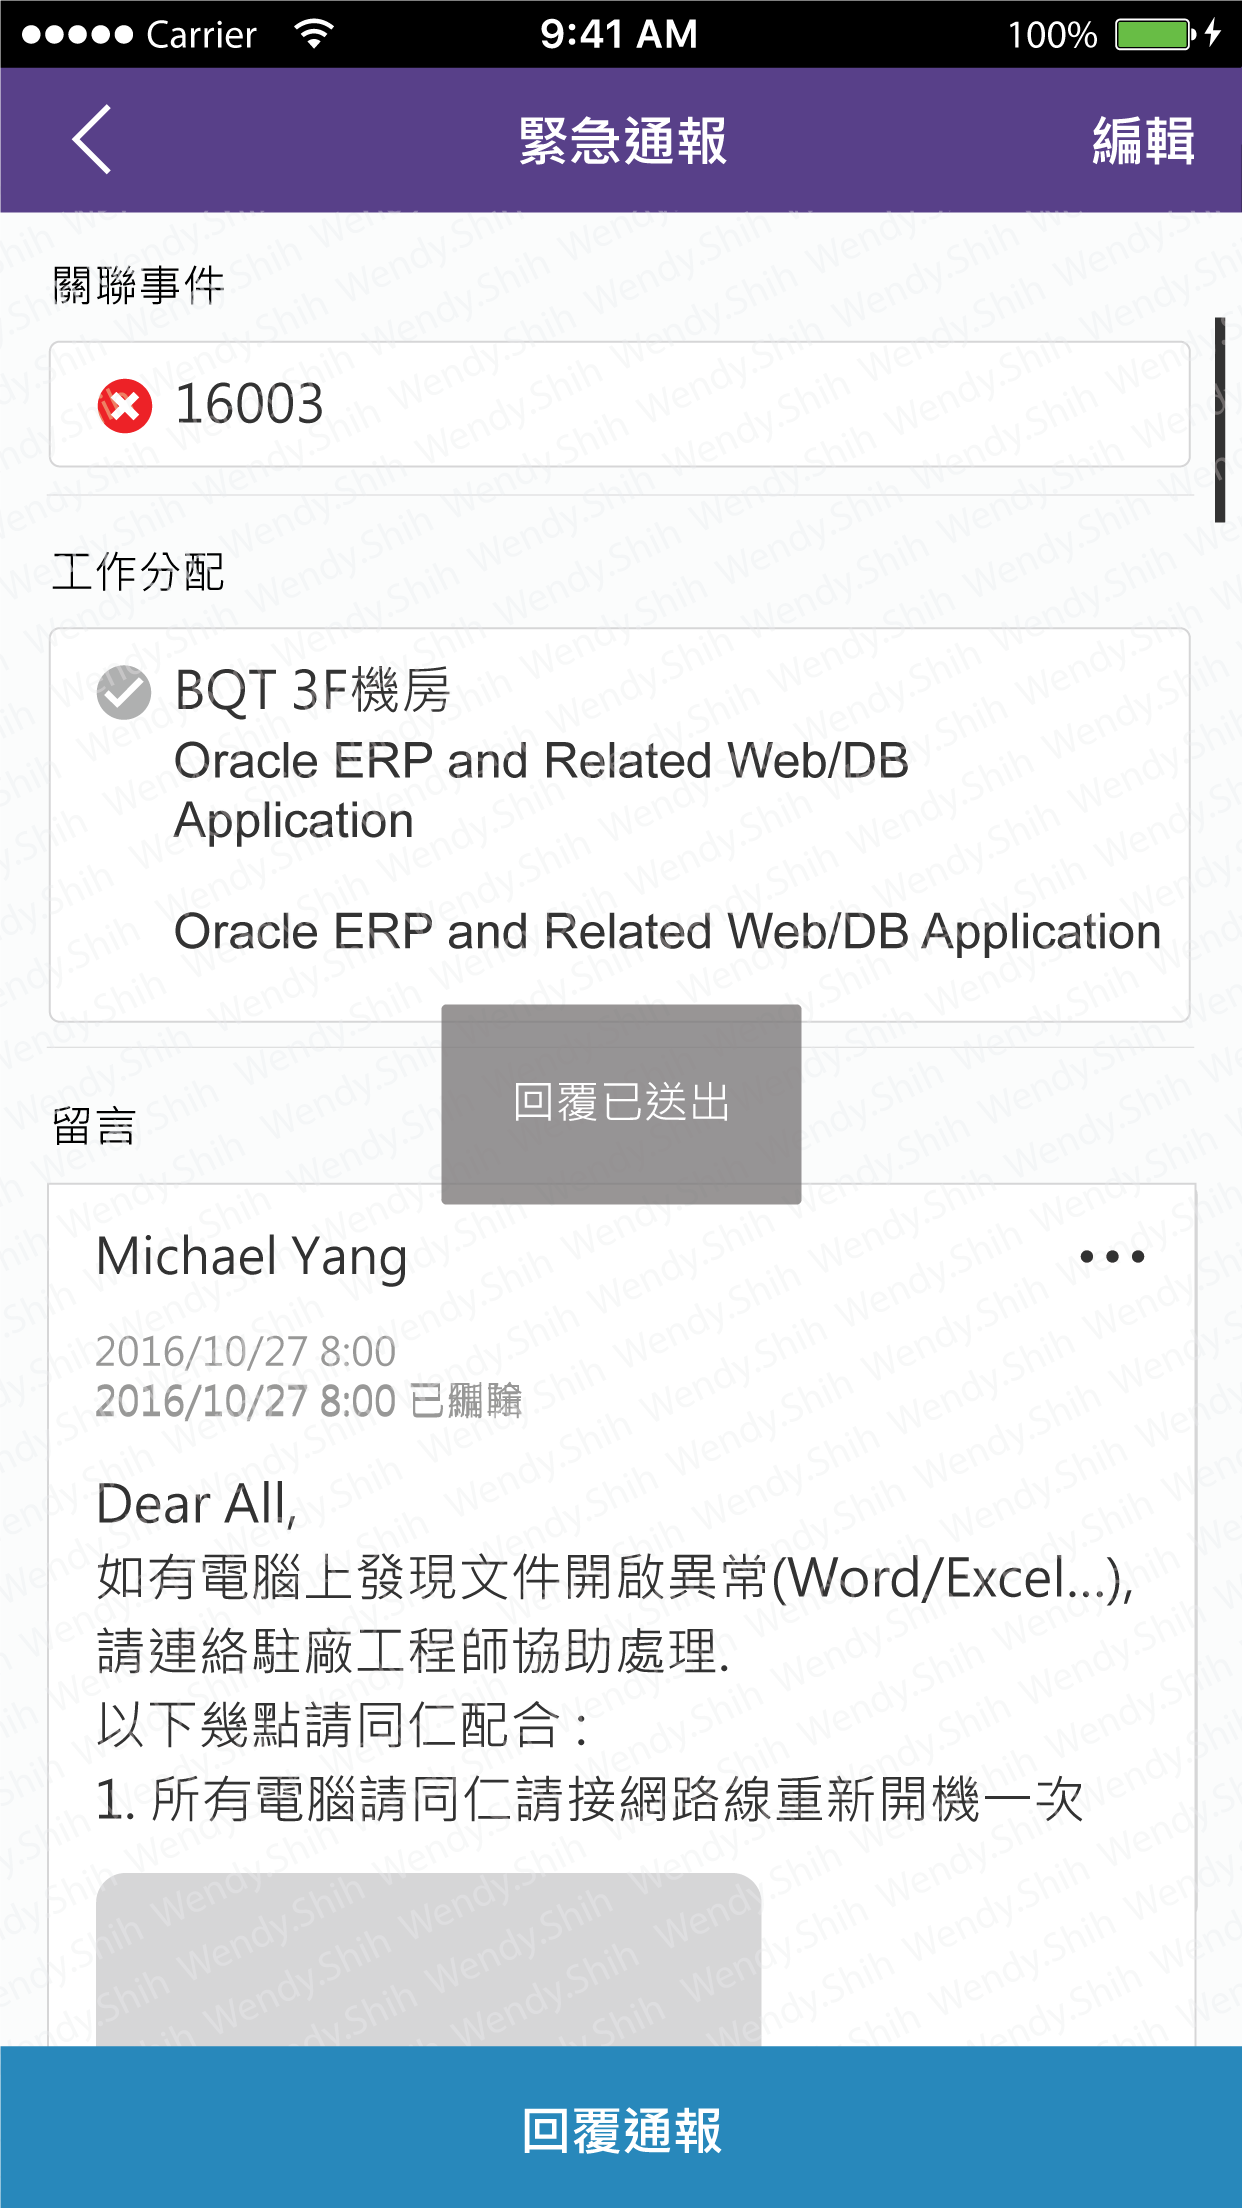 Carrier 9:41 AM 100%
緊急通報 編輯
關聯事件
16003
工作分配
BQT 3F機房
Oracle ERP and Related Web/DB
Application
Oracle ERP and Related Web/DB Application
回覆已送出
留言
Michael Yang
2016/10/27 8:00
2016/10/27 8:00
Dear All,
如有電腦上發現文件開啟異常(Word/Excel...),
請連絡駐廠工程師協助處理.
以下幾點請同仁配合 :
1. 所有電腦請同仁請接網路線重新開機一次
回覆通報
Wendy.Shih